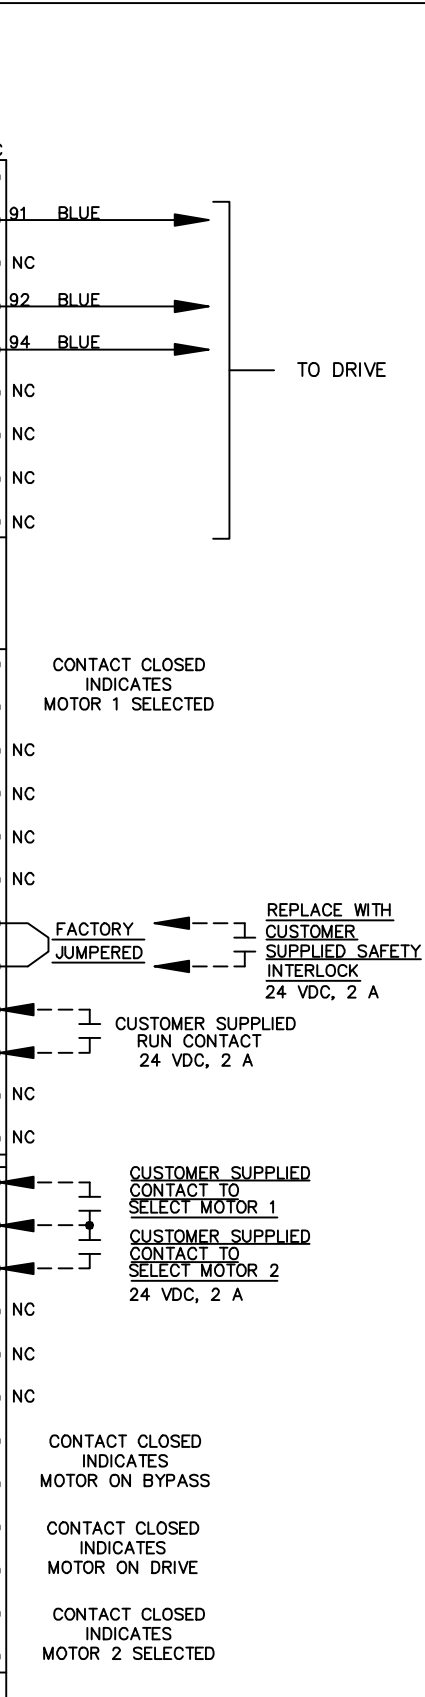 C
91 BLUE
NC
92 BLUE
94 BLUE
TO DRIVE
NC
NC
NC
NC
CONTACT CLOSED
INDICATES
MOTOR 1 SELECTED
NC
NC
NC
NC
FACTORY
JUMPERED
REPLACE WITH
CUSTOMER
SUPPLIED SAFETY
INTERLOCK
24 VDC, 2 A
CUSTOMER SUPPLIED
RUN CONTACT
24 VDC, 2 A
NC
NC
CUSTOMER SUPPLIED
CONTACT TO
SELECT MOTOR 1
CUSTOMER SUPPLIED
CONTACT TO
SELECT MOTOR 2
24 VDC, 2 A
NC
NC
NC
CONTACT CLOSED
INDICATES
MOTOR ON BYPASS
CONTACT CLOSED
INDICATES
MOTOR ON DRIVE
CONTACT CLOSED
INDICATES
MOTOR 2 SELECTED